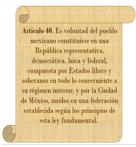 Artículo 40. Es voluntad del pueblo
mexicano constituirse en una
República representativa,
democrática, laica y federal,
compuesta por Estados libres y
soberanos en todo lo concerniente a
su régimen interior, y por la Ciudad
de México, unidos en una federación
establecida según los principios de
esta ley fundamental.